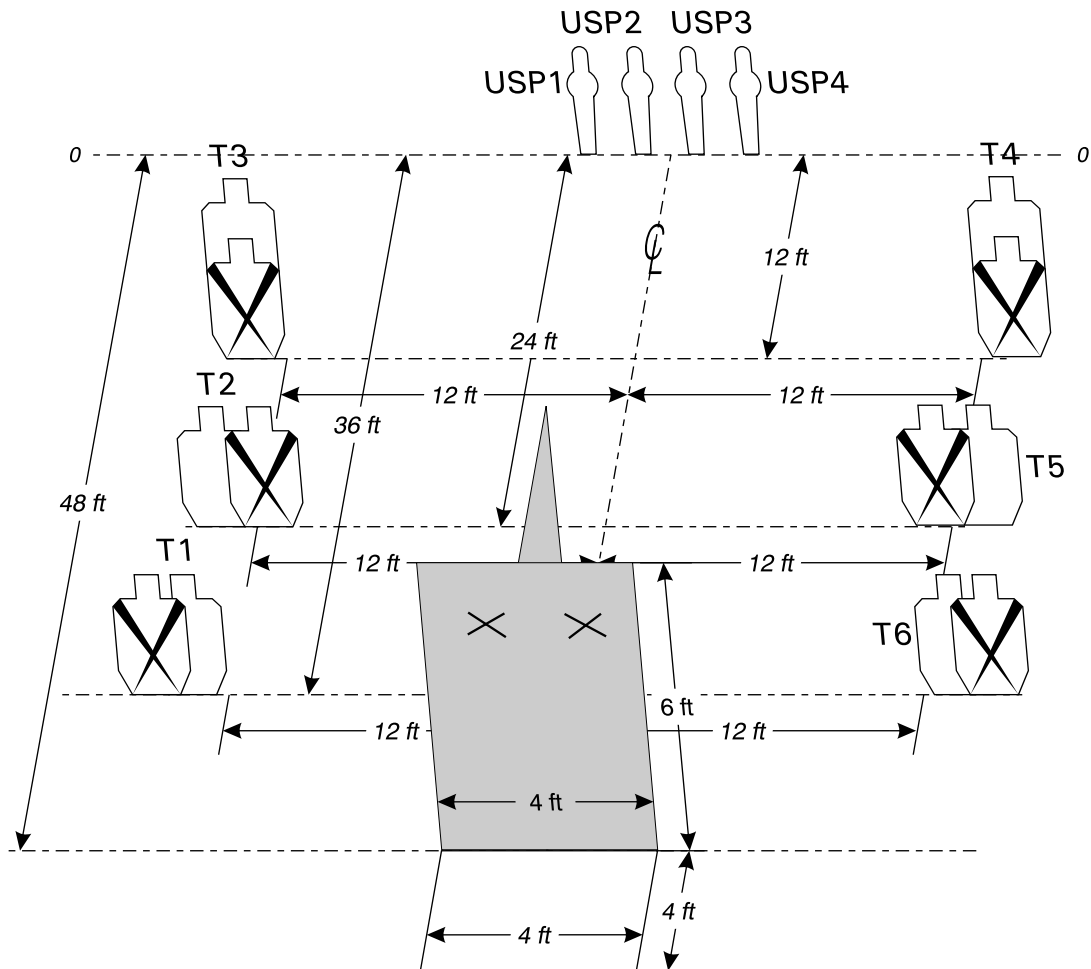 USP2 USP3
USP1 USP4
0 0
T3 T4
℄
12 ft
24 ft
T2 12 ft 12 ft
36 ft
T5
48 ft
T1 12 ft 12 ft
T6
6 ft
12 ft 12 ft
4 ft
4 ft
4 ft